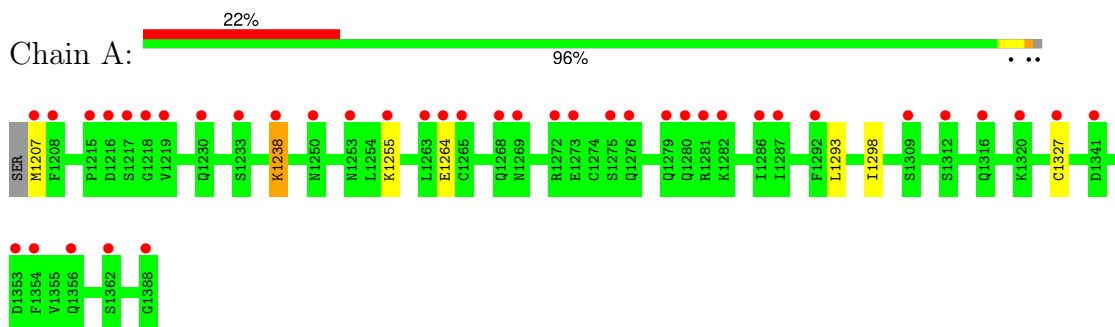 22%
Chain A:
96%
• ••
SER M1207 F1208 P1215 D1216 S1217 G1218 V1219 Q1230 S1233 K1238 N1250 N1253 L1254 K1255 L1263 E1264 C1265 Q1268 N1269 R1272 E1273 C1274 S1275 Q1276 Q1279 Q1280 R1281 K1282 I1286 I1287 F1292 L1293 I1298 S1309 S1312 Q1316 K1320 C1327 D1341
D1353 F1354 V1355 Q1356 S1362 G1388